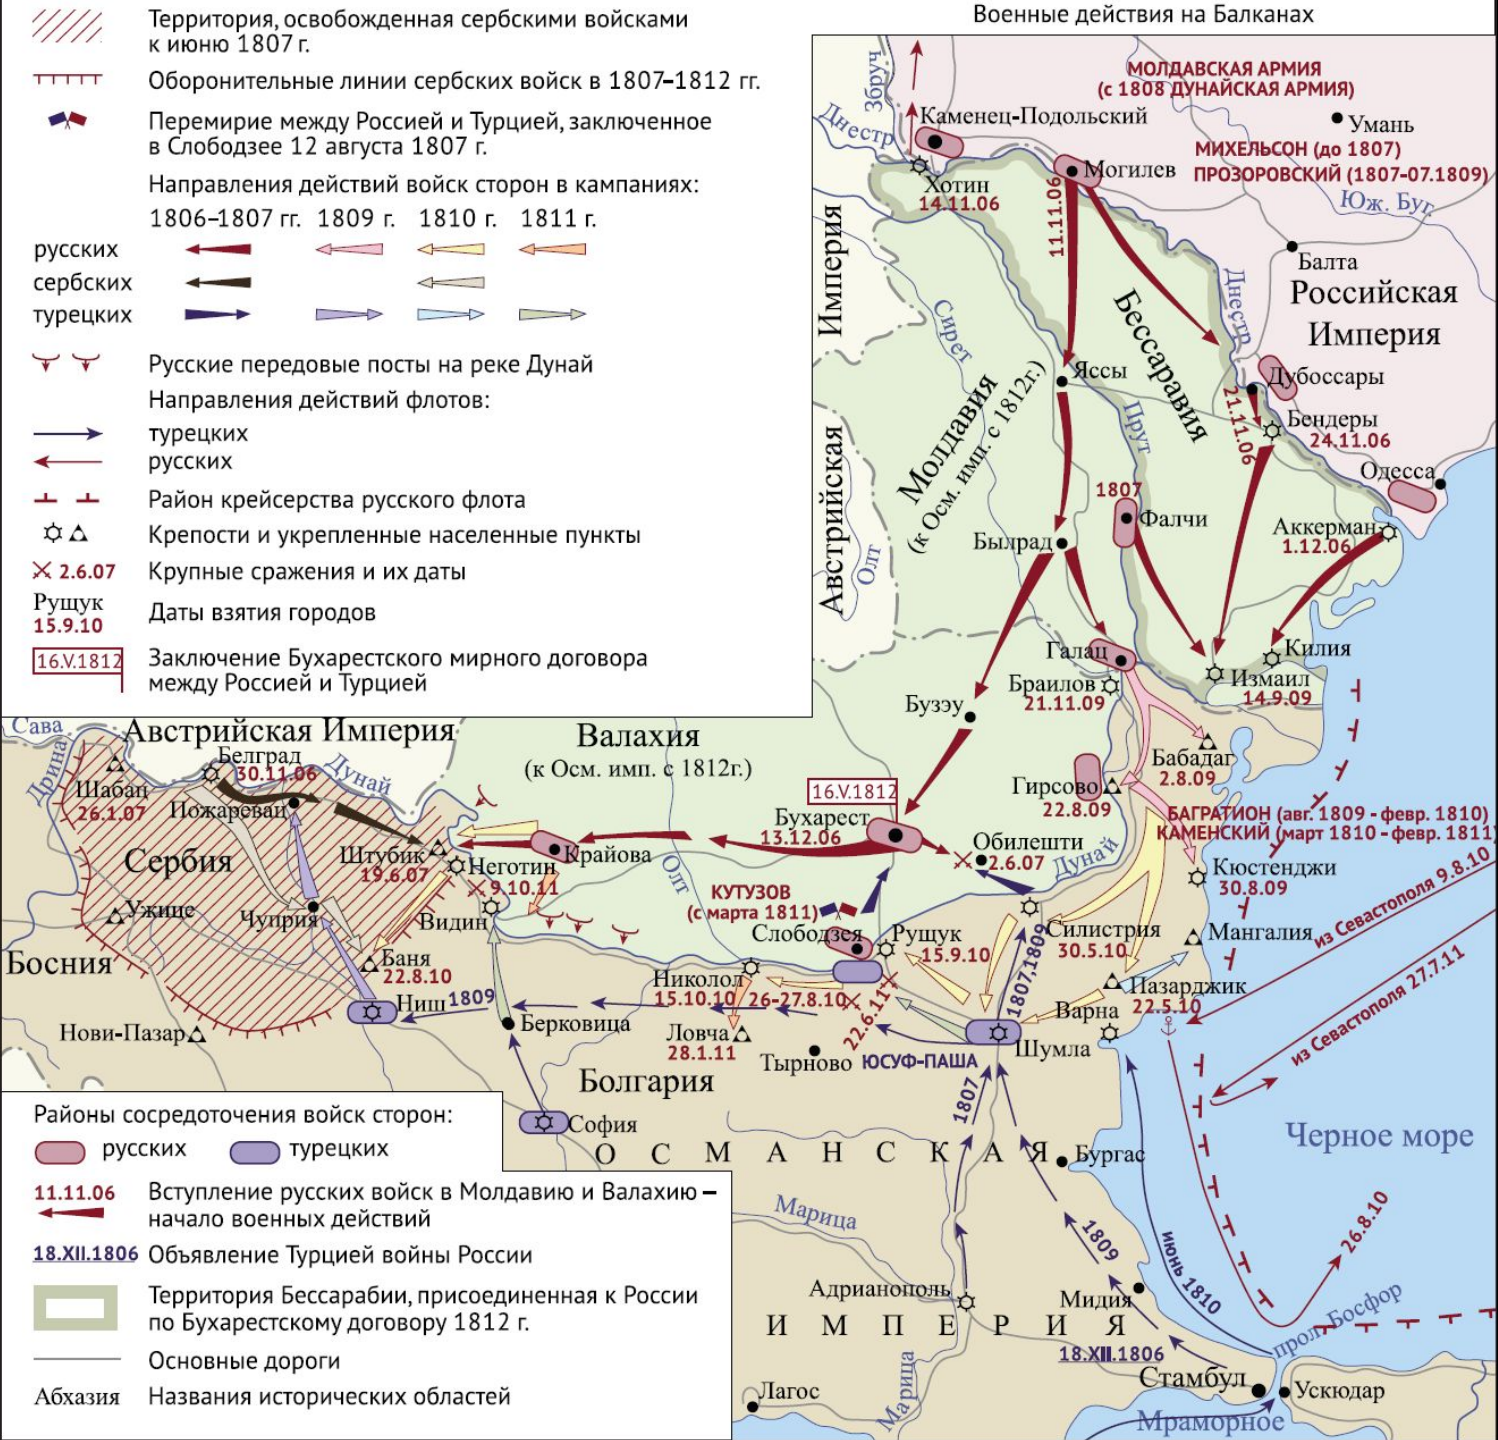 Территория, освобожденная сербскими войсками
к июню 1807 г.
Оборонительные линии сербских войск в 1807–1812 гг.
Перемирие между Россией и Турцией, заключенное
в Слободзее 12 августа 1807 г.
Направления действий войск сторон в кампаниях:
1806–1807 гг. 1809 г. 1810 г. 1811 г.
русских
сербских
турецких
Русские передовые посты на реке Дунай
Направления действий флотов:
турецких
русских
Район крейсерства русского флота
Крепости и укрепленные населенные пункты
2.6.07 Крупные сражения и их даты
Рущук
15.9.10
Даты взятия городов
16.V.1812
Заключение Бухарестского мирного договора
между Россией и Турцией
Военные действия на Балканах
Збруч
Днестр
Каменец-Подольский
МОЛДАВСКАЯ АРМИЯ
(с 1808 ДУНАЙСКАЯ АРМИЯ)
Умань
МИХЕЛЬСОН (до 1807)
ПРОЗОРОВСКИЙ (1807-07.1809)
Хотин
14.11.06
Могилев
11.11.06
Юж. Буг
Балта
Российская
Империя
Империя
Австрийская
Сирет
Днестр
Бессаравия
Яссы
Дубоссары
21.11.06
Бендеры
24.11.06
Молдавия
(к Осм. имп. с 1812г.)
Прут
Одесса
1807
Фалчи
Аккерман
1.12.06
Былрад
Олт
Галац
Браилов
21.11.09
Килия
Измаил
14.9.09
Бузэу
Бабадаг
2.8.09
Гирсово
22.8.09
БАГРАТИОН (авг. 1809 - февр. 1810)
КАМЕНСКИЙ (март 1810 - февр. 1811)
Сава
Австрийская Империя
Валахия
(к Осм. имп. с 1812г.)
Дрина
Белград
30.11.06
Дунай
Шабац
26.1.07
Пожаревац
16.V.1812
Бухарест
13.12.06
Обилешти
2.6.07
Дунай
Сербия
Штубик
19.6.07
Неготин
9.10.11
Крайова
Олт
Кюстенджи
30.8.09
КУТУЗОВ
(с марта 1811)
Ужице
Чуприя
Видин
Слободзея
Рущук
15.9.10
Силистрия
30.5.10
Мангалия
из Севастополя 9.8.10
Босния
Баня
22.8.10
Николол
15.10.10
26-27.8.10
22.6.11
1807,1809
Пазарджик
22.5.10
из Севастополя 27.7.11
Ниш
1809
Берковица
Нови-Пазар
Ловча
28.1.11
Тырново
ЮСУФ-ПАША
Шумла
Варна
Болгария
София
1807
Черное море
ОСМАНСКАЯ
Бургас
Марица
1809
июнь 1810
26.8.10
Адрианополь
Мидия
ИМПЕРИЯ
прол. Босфор
18.XII.1806
Стамбул
Ускюдар
Лагос
Марица
Мраморное
Районы сосредоточения войск сторон:
русских турецких
11.11.06 Вступление русских войск в Молдавию и Валахию –
начало военных действий
18.XII.1806 Объявление Турцией войны России
Территория Бессарабии, присоединенная к России
по Бухарестскому договору 1812 г.
Основные дороги
Абхазия Названия исторических областей